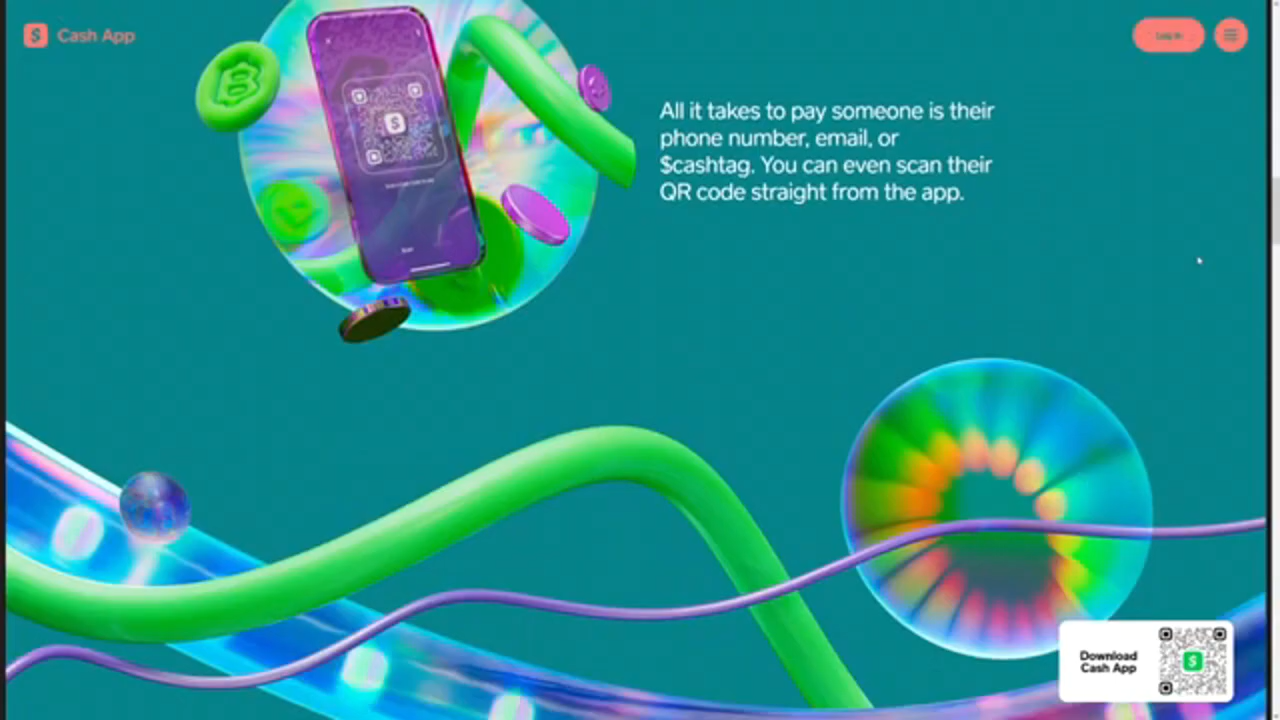 Cash App
Log in
All it takes to pay someone is their
phone number, email, or
$cashtag. You can even scan their
QR code straight from the app.
Download
Cash App